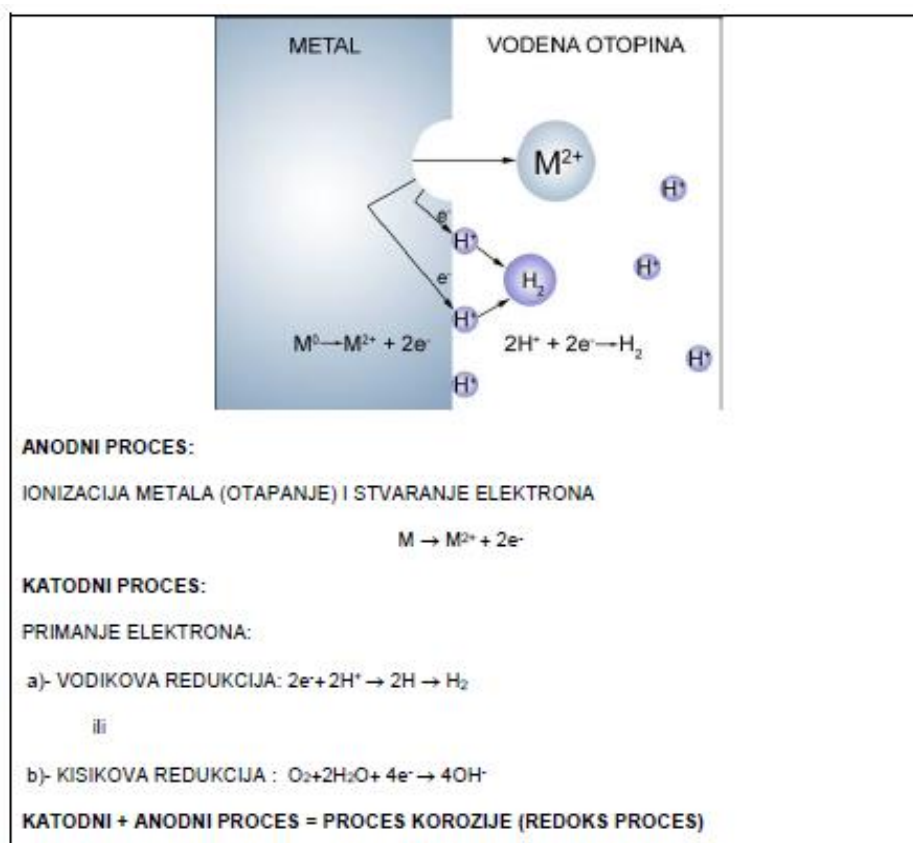 METAL VODENA OTOPINA
M²⁺
H⁺
e⁻
H⁺
H⁺
H₂
e⁻
H⁺
M⁰→M²⁺ + 2e⁻ 2H⁺ + 2e⁻→H₂
H⁺
H⁺
ANODNI PROCES:
IONIZACIJA METALA (OTAPANJE) I STVARANJE ELEKTRONA
M → M²⁺ + 2e⁻
KATODNI PROCES:
PRIMANJE ELEKTRONA:
a)- VODIKOVA REDUKCIJA: 2e⁻+ 2H⁺ → 2H → H₂
ili
b)- KISIKOVA REDUKCIJA : O₂+2H₂O+ 4e⁻ → 4OH⁻
KATODNI + ANODNI PROCES = PROCES KOROZIJE (REDOKS PROCES)